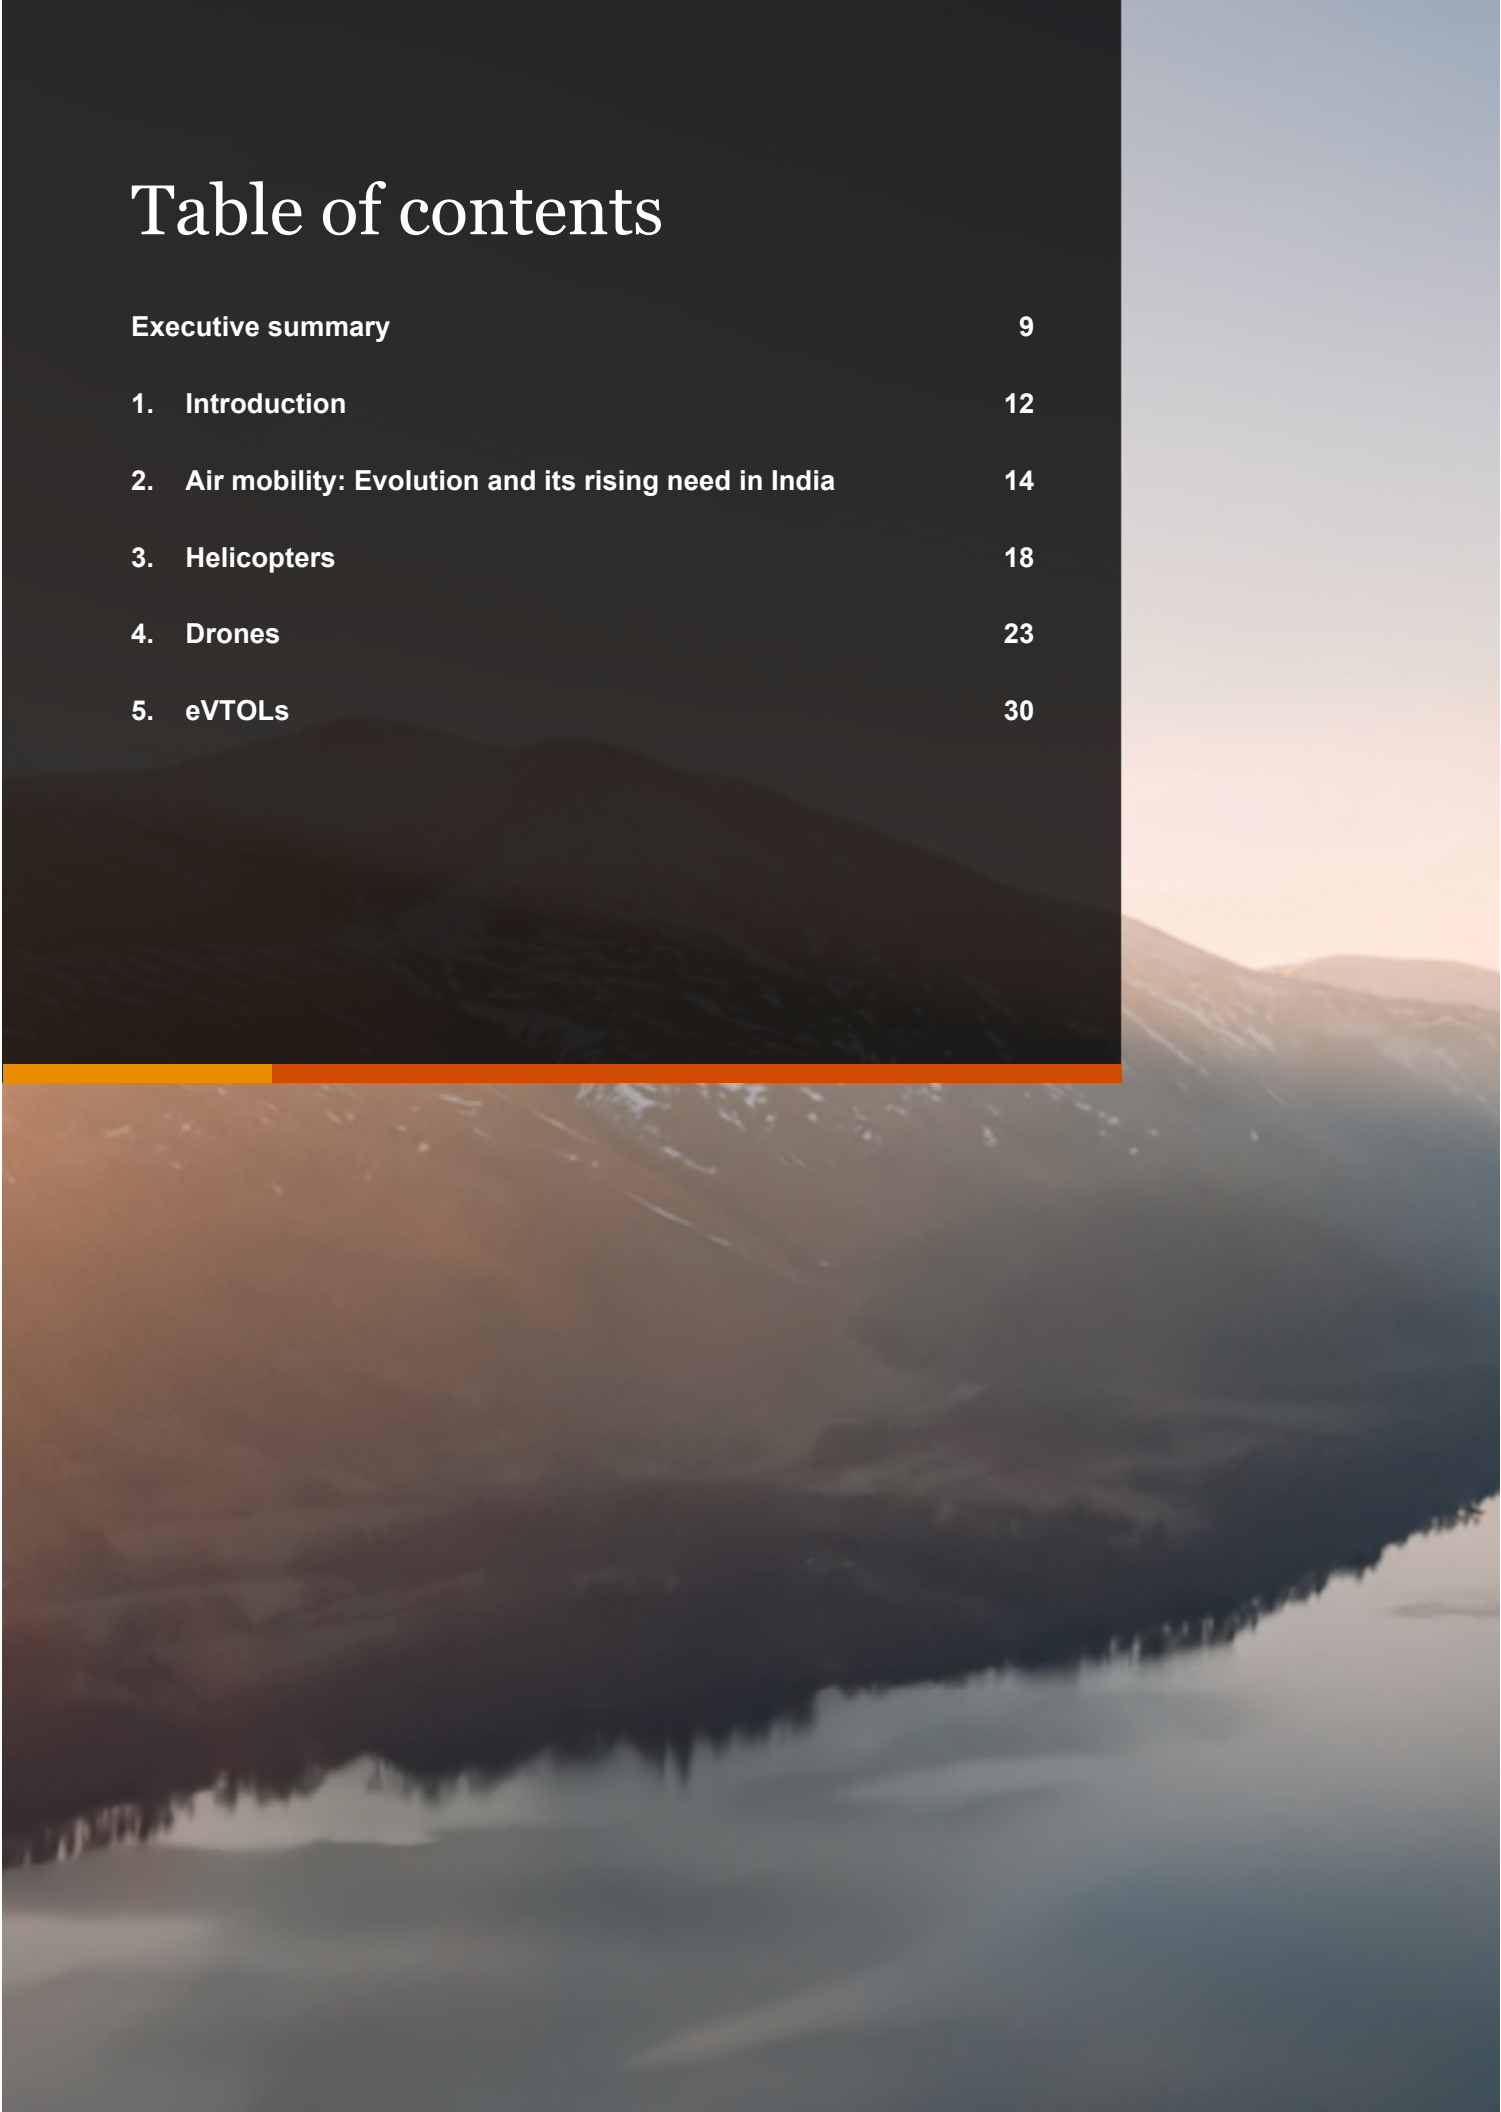 Table of contents
Executive summary 9
1. Introduction 12
2. Air mobility: Evolution and its rising need in India 14
3. Helicopters 18
4. Drones 23
5. eVTOLs 30